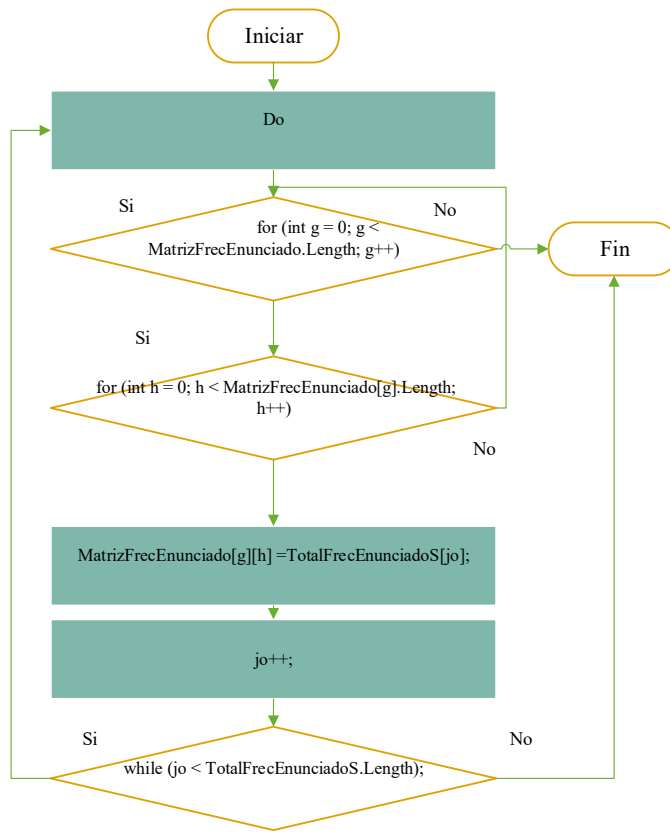 Iniciar
Do
Si
No
for (int g = 0; g <
MatrizFrecEnunciado.Length; g++)
Fin
Si
for (int h = 0; h < MatrizFrecEnunciado[g].Length;
h++)
No
MatrizFrecEnunciado[g][h] =TotalFrecEnunciadoS[jo];
jo++;
Si
No
while (jo < TotalFrecEnunciadoS.Length);